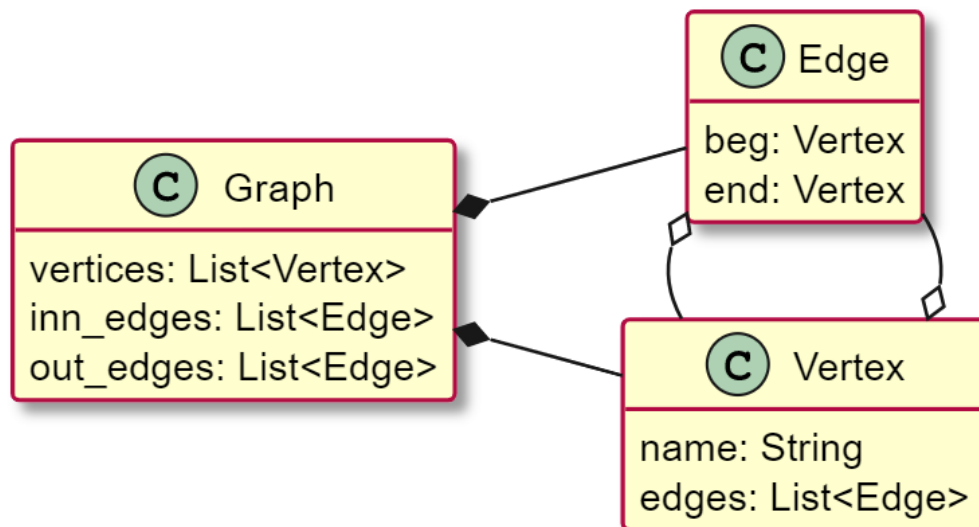 C Graph
vertices: List<Vertex>
inn_edges: List<Edge>
out_edges: List<Edge>
C Edge
beg: Vertex
end: Vertex
C Vertex
name: String
edges: List<Edge>